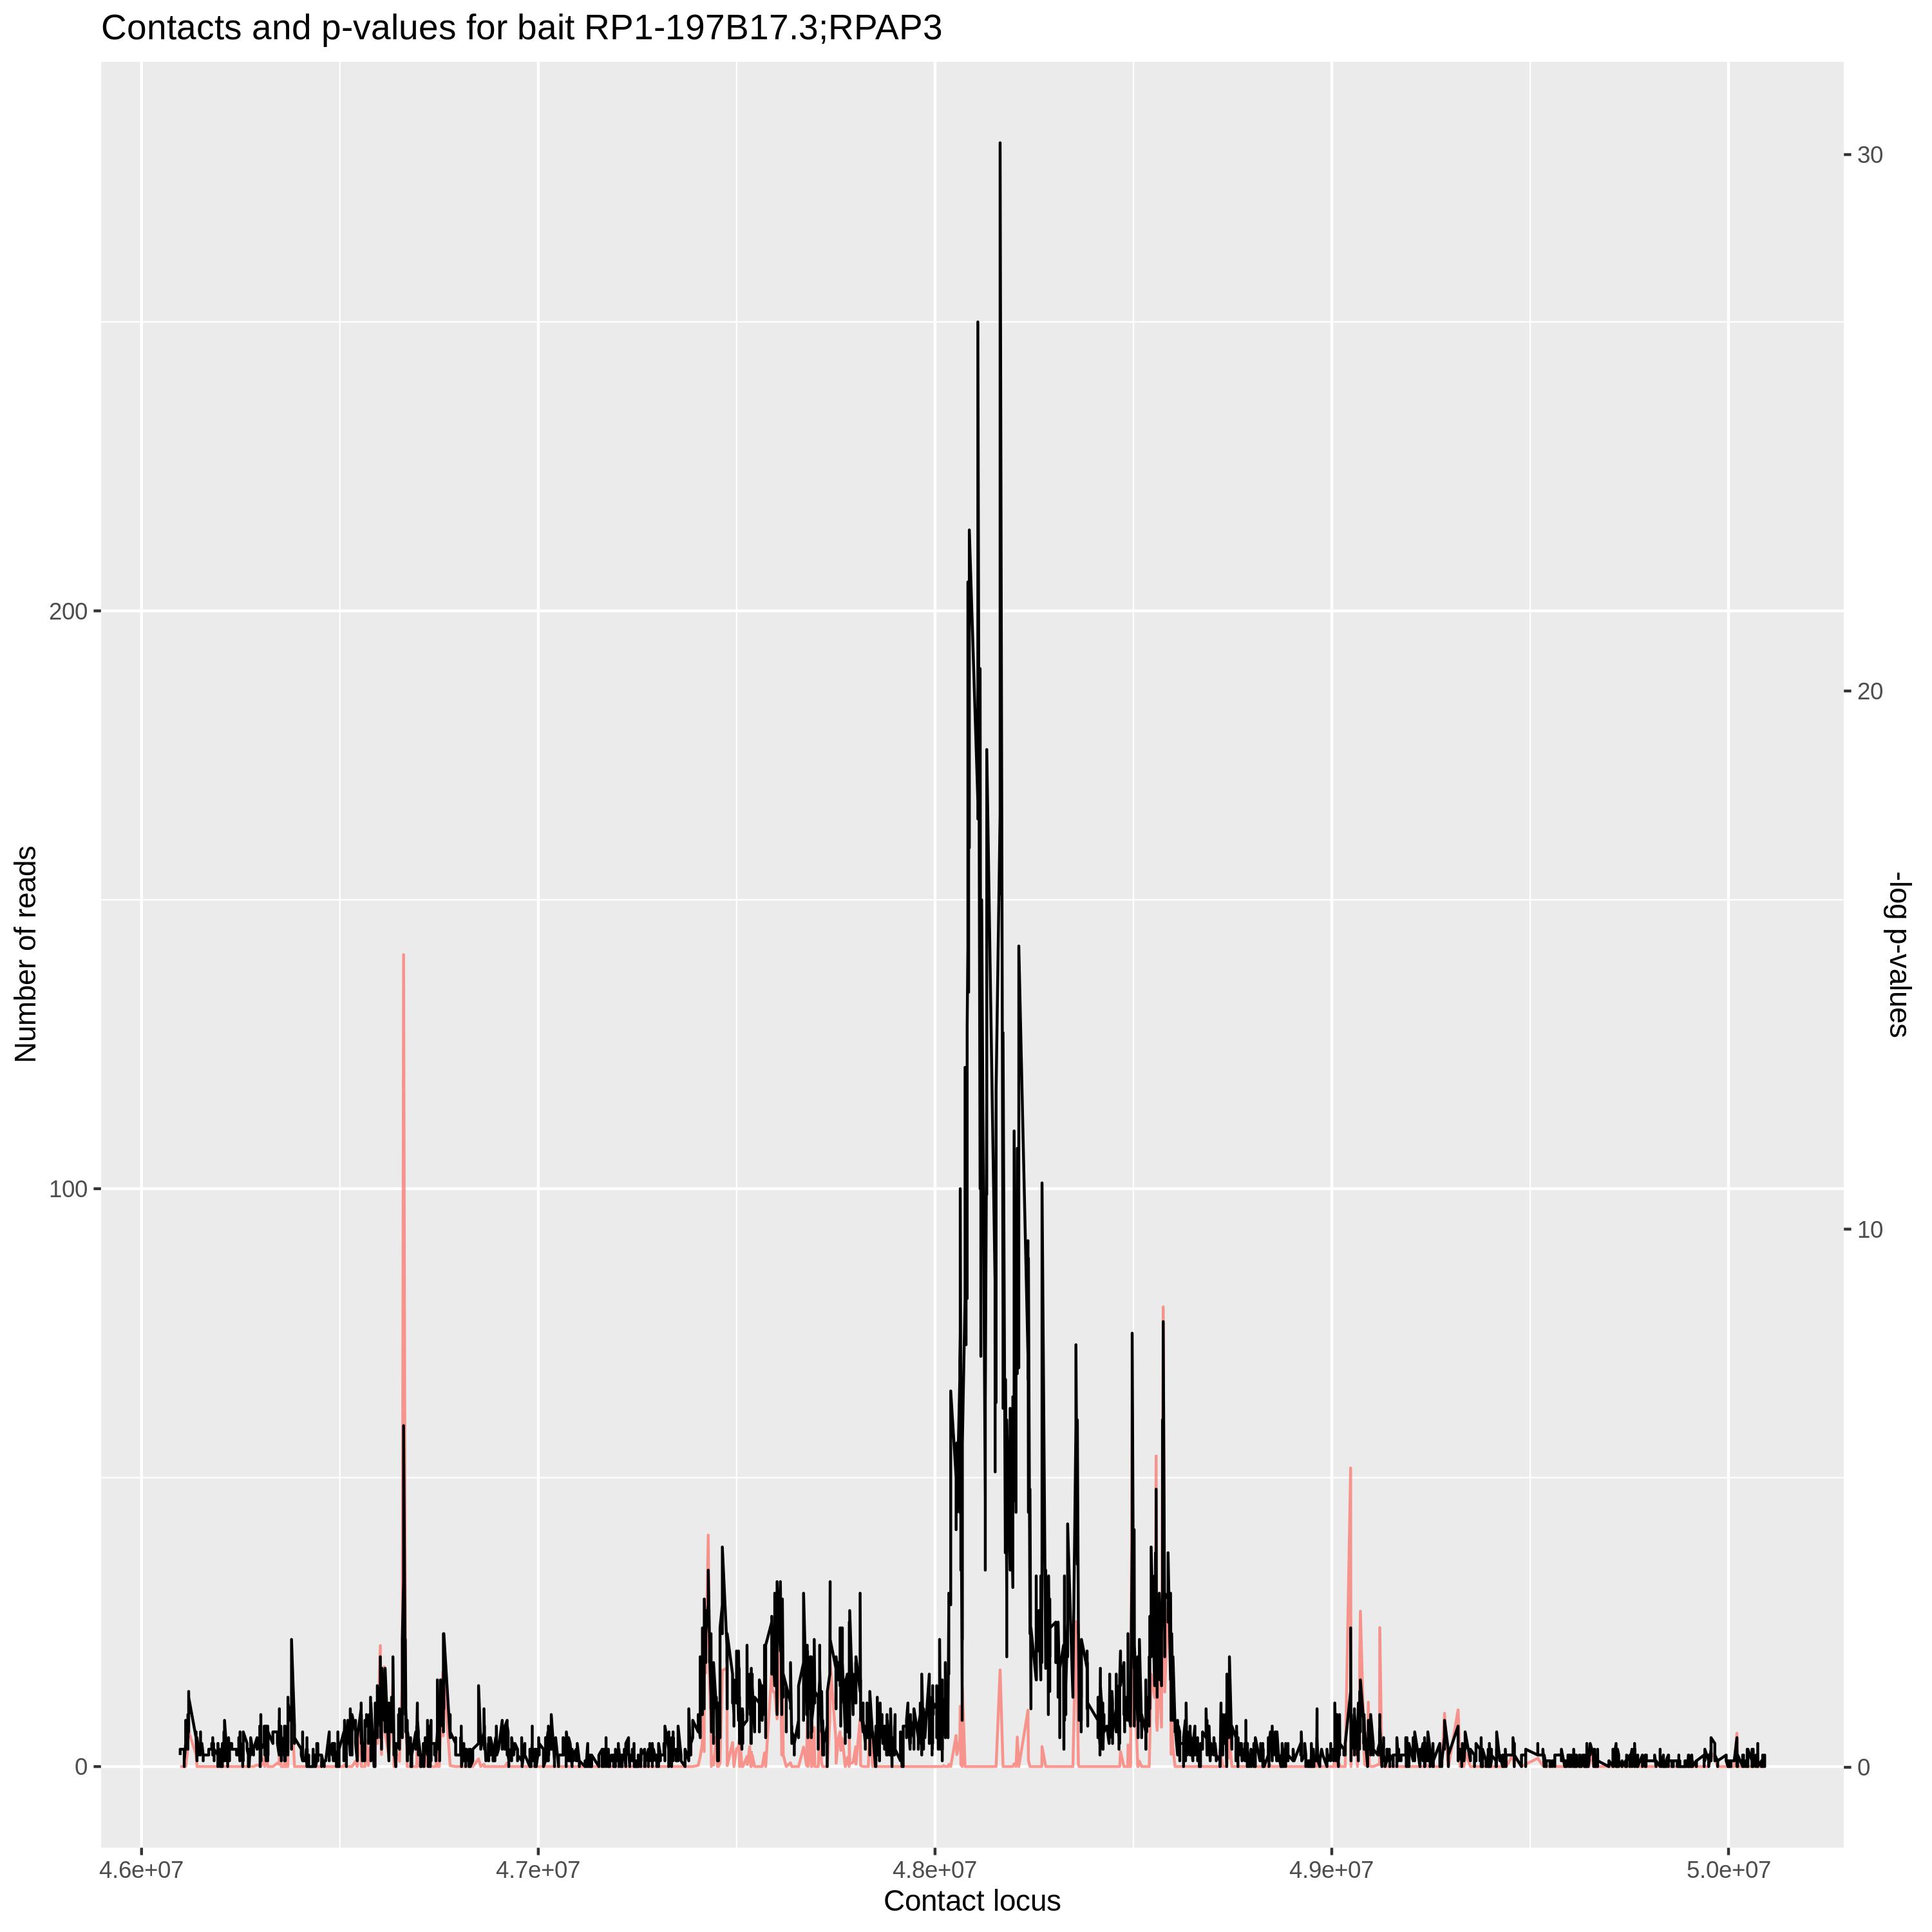 Contacts and p-values for bait RP1-197B17.3;RPAP3
Number of reads
200
100
0
30
20
10
0
-log p-values
4.6e+07
4.7e+07
4.8e+07
4.9e+07
5.0e+07
Contact locus